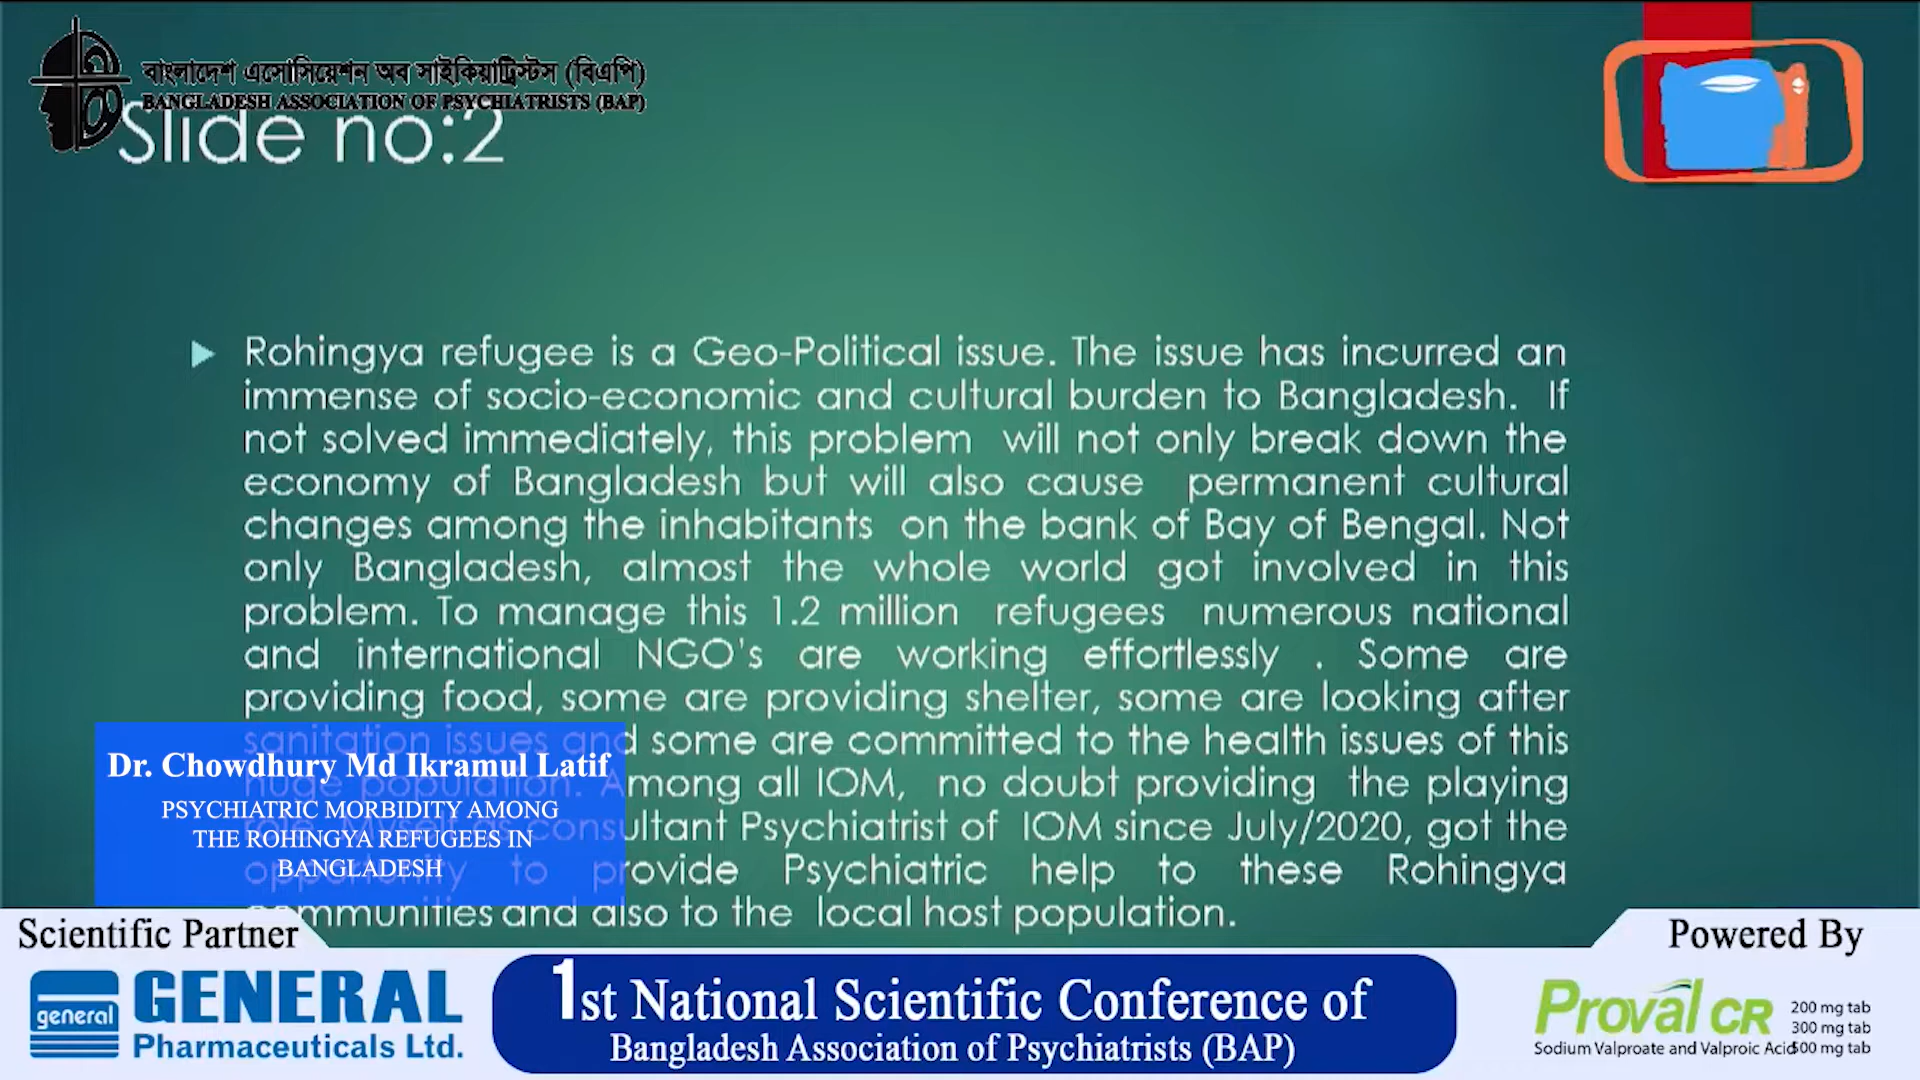 বাংলাদেশ এসোসিয়েশন অব সাইকিয়াট্রিস্টস (বিএপি)
BANGLADESH ASSOCIATION OF PSYCHIATRISTS (BAP)
Slide no:2
Rohingya refugee is a Geo-Political issue. The issue has incurred an
immense of socio-economic and cultural burden to Bangladesh. If
not solved immediately, this problem will not only break down the
economy of Bangladesh but will also cause permanent cultural
changes among the inhabitants on the bank of Bay of Bengal. Not
only Bangladesh, almost the whole world got involved in this
problem. To manage this 1.2 million refugees numerous national
and international NGO's are working effortlessly . Some are
providing food, some are providing shelter, some are looking after
sanitation issues and some are committed to the health issues of this
huge population. Among all IOM, no doubt providing the playing
consultant Psychiatrist of IOM since July/2020, got the
opportunity to provide Psychiatric help to these Rohingya
communities and also to the local host population.
Dr. Chowdhury Md Ikramul Latif
PSYCHIATRIC MORBIDITY AMONG
THE ROHINGYA REFUGEES IN
BANGLADESH
Scientific Partner
general
GENERAL
Pharmaceuticals Ltd.
1st National Scientific Conference of
Bangladesh Association of Psychiatrists (BAP)
Powered By
Proval CR
Sodium Valproate and Valproic Acid
200 mg tab
300 mg tab
500 mg tab